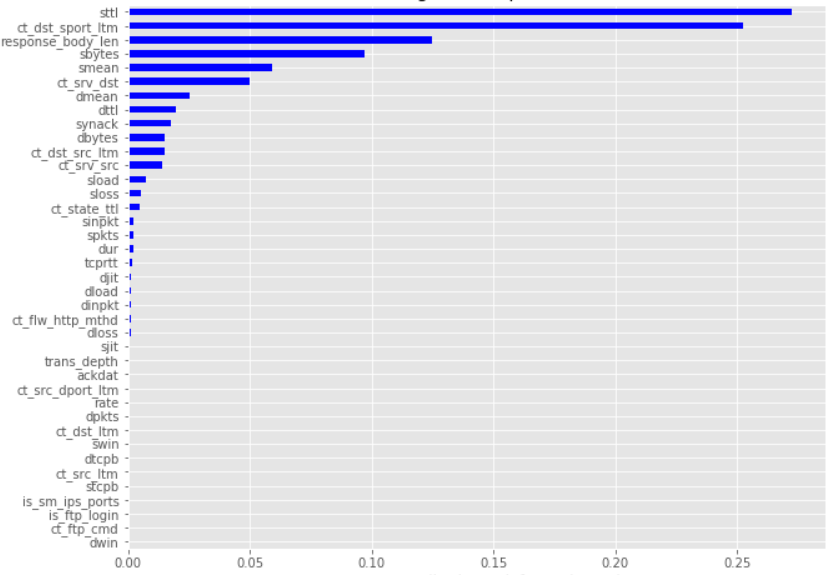 sttl
ct_dst_sport_ltm
response_body_len
sbytes
smean
ct_srv_dst
dmean
dttl
synack
dbytes
ct_dst_src_ltm
ct_srv_src
sload
sloss
ct_state_ttl
sinpkt
spkts
dur
tcprtt
djit
dload
dinpkt
ct_flw_http_mthd
dloss
sjit
trans_depth
ackdat
ct_src_dport_ltm
rate
dpkts
ct_dst_ltm
swin
dtcpb
ct_src_ltm
stcpb
is_sm_ips_ports
is_ftp_login
ct_ftp_cmd
dwin
0.00 0.05 0.10 0.15 0.20 0.25